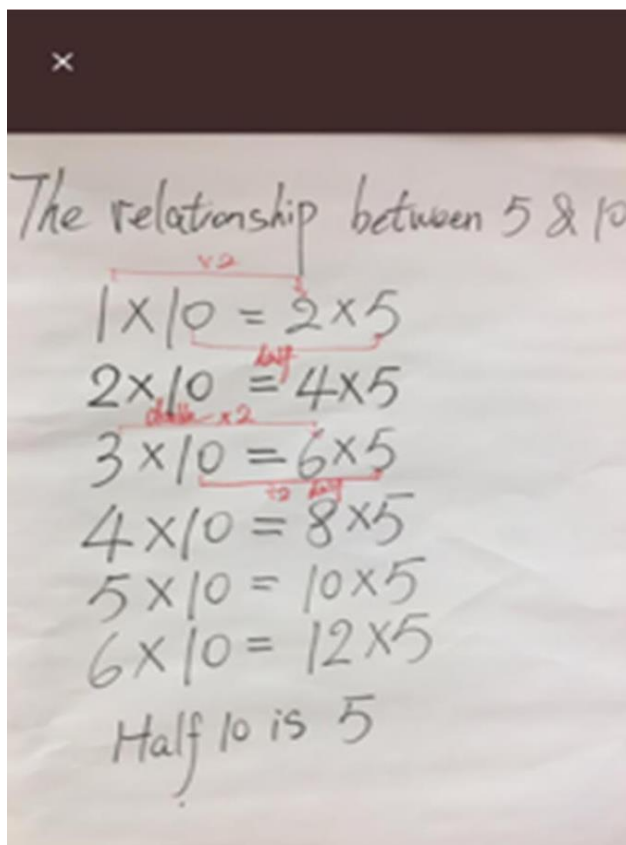 ×
The relationship between 5 & 10
×2
1×10 = 2×5
half
2×10 = 4×5
double ×2
3×10 = 6×5
÷2 half
4×10 = 8×5
5×10 = 10×5
6×10 = 12×5
Half 10 is 5